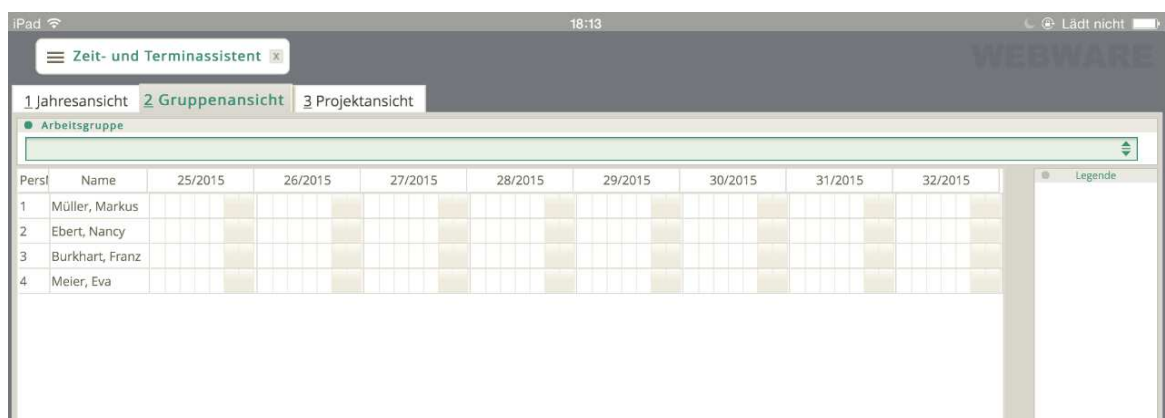 iPad 18:13 Lädt nicht
Zeit- und Terminassistent x
WEBWARE
1 Jahresansicht 2 Gruppenansicht 3 Projektansicht
Arbeitsgruppe
Name 25/2015 26/2015 27/2015 28/2015 29/2015 30/2015 31/2015 32/2015 Legende
1 Müller, Markus
2 Ebert, Nancy
3 Burkhart, Franz
4 Meier, Eva